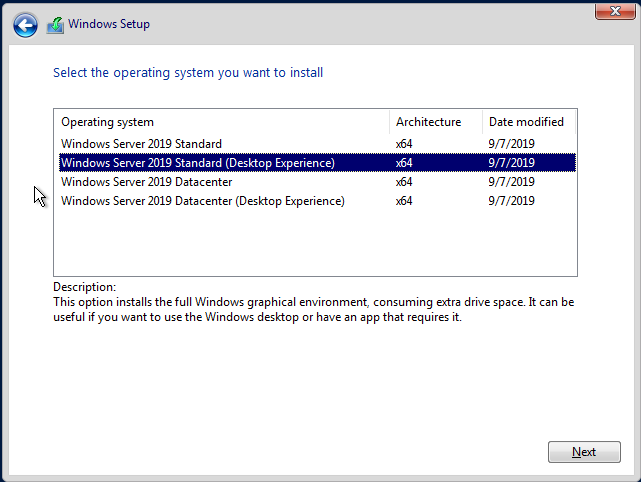 Windows Setup
Select the operating system you want to install
Operating system Architecture Date modified
Windows Server 2019 Standard x64 9/7/2019
Windows Server 2019 Standard (Desktop Experience) x64 9/7/2019
Windows Server 2019 Datacenter x64 9/7/2019
Windows Server 2019 Datacenter (Desktop Experience) x64 9/7/2019
Description:
This option installs the full Windows graphical environment, consuming extra drive space. It can be
useful if you want to use the Windows desktop or have an app that requires it.
Next